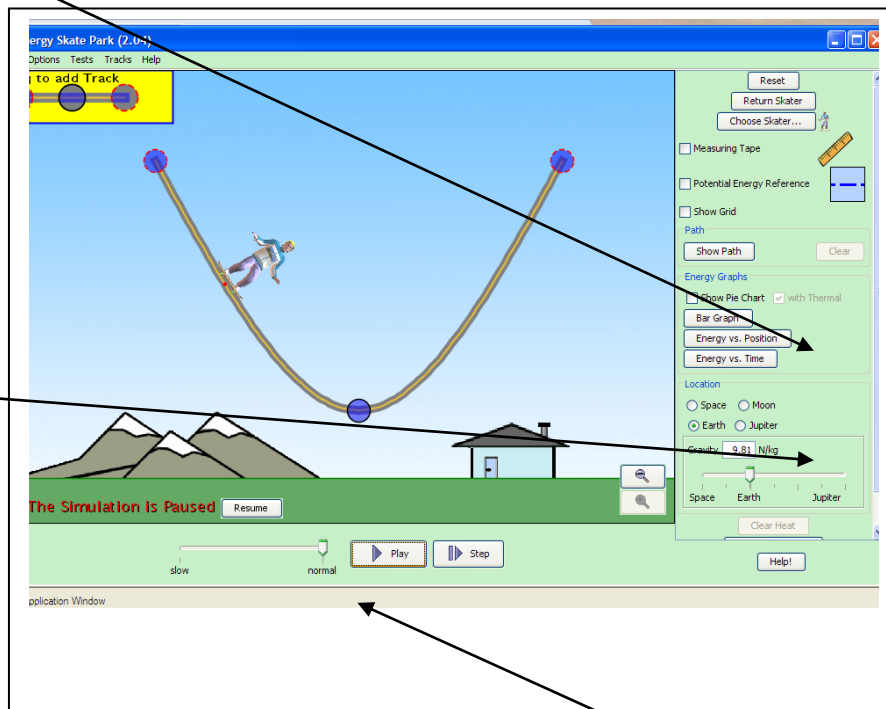 ergy Skate Park (2.04)
Options Tests Tracks Help
g to add Track
Reset
Return Skater
Choose Skater...
Measuring Tape
Potential Energy Reference
Show Grid
Path
Show Path Clear
Energy Graphs
Show Pie Chart with Thermal
Bar Graph
Energy vs. Position
Energy vs. Time
Location
Space Moon
Earth Jupiter
Gravity 9.81 N/kg
Space Earth Jupiter
The Simulation is Paused Resume
Clear Heat
slow normal Play Step
Help!
pplication Window